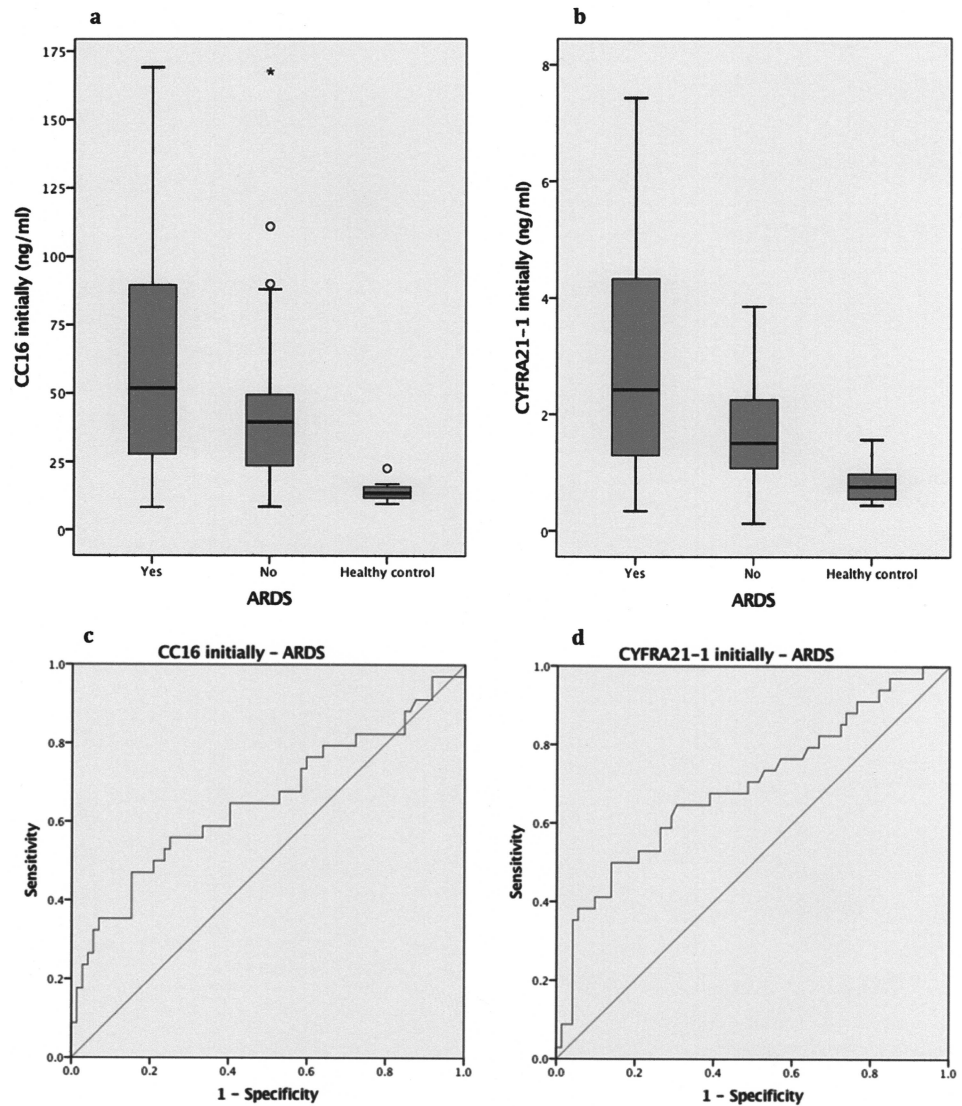 a
175
150
125
100
75
50
25
0
CC16 initially (ng/ml)
*
Yes
No
Healthy control
ARDS
b
8
6
4
2
0
CYFRA21-1 initially (ng/ml)
Yes
No
Healthy control
ARDS
c
CC16 initially – ARDS
1.0
0.8
0.6
0.4
0.2
0.0
Sensitivity
0.0 0.2 0.4 0.6 0.8 1.0
1 – Specificity
d
CYFRA21-1 initially – ARDS
1.0
0.8
0.6
0.4
0.2
0.0
Sensitivity
0.0 0.2 0.4 0.6 0.8 1.0
1 – Specificity